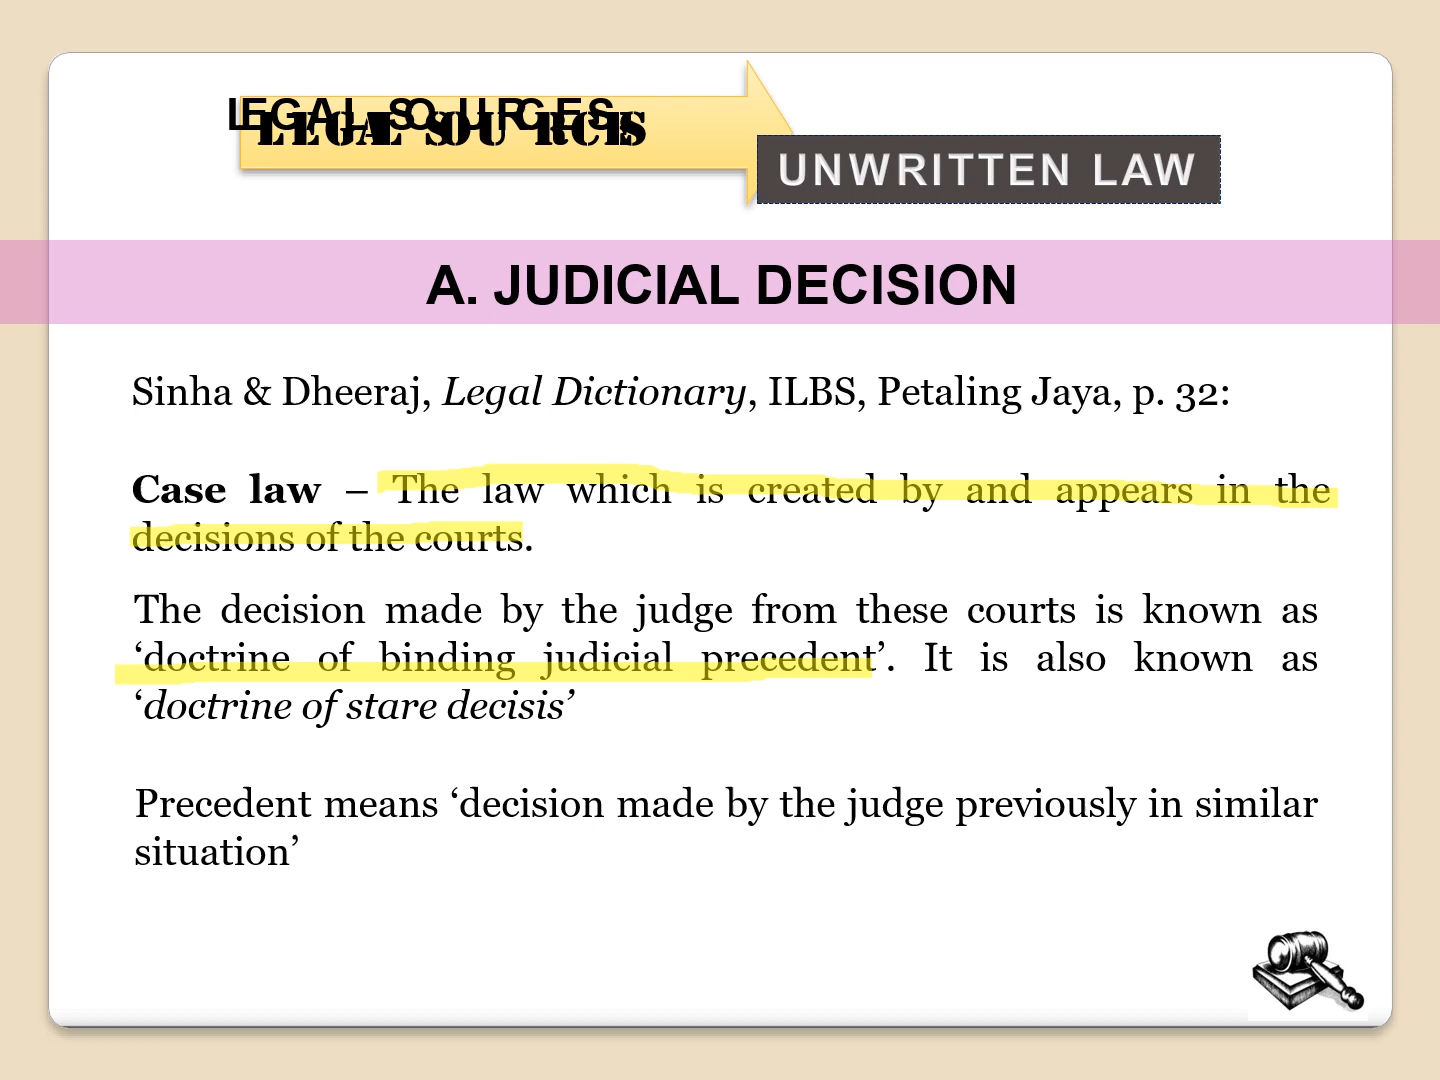 LEGAL SOURCES
UNWRITTEN LAW
A. JUDICIAL DECISION
Sinha & Dheeraj, Legal Dictionary, ILBS, Petaling Jaya, p. 32:
Case law – The law which is created by and appears in the
decisions of the courts.
The decision made by the judge from these courts is known as
‘doctrine of binding judicial precedent’. It is also known as
‘doctrine of stare decisis’
Precedent means ‘decision made by the judge previously in similar
situation’